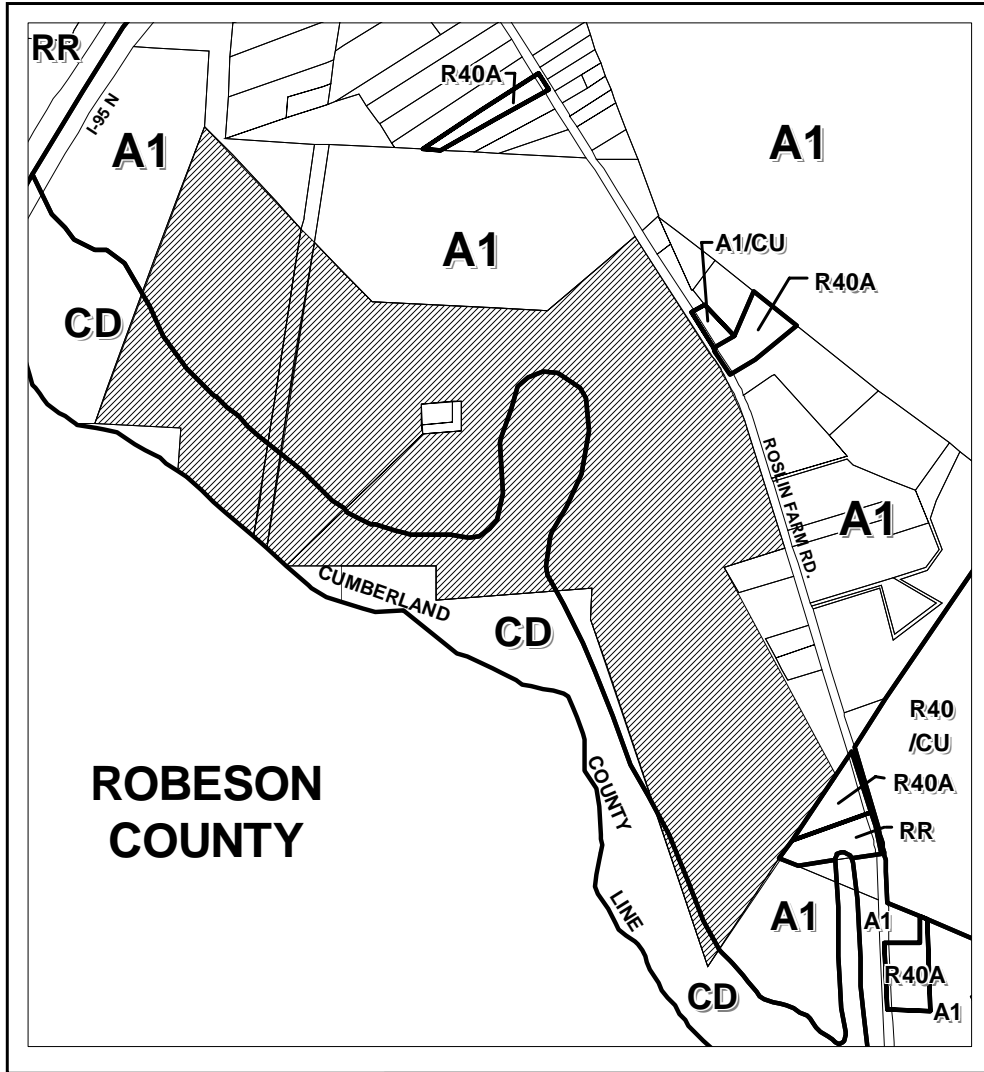 RR
I-95 N
R40A
A1
A1
A1
A1/CU
R40A
CD
ROSLIN FARM RD.
A1
CUMBERLAND
CD
R40
/CU
COUNTY
R40A
ROBESON
COUNTY
RR
LINE
A1
A1
R40A
CD
A1